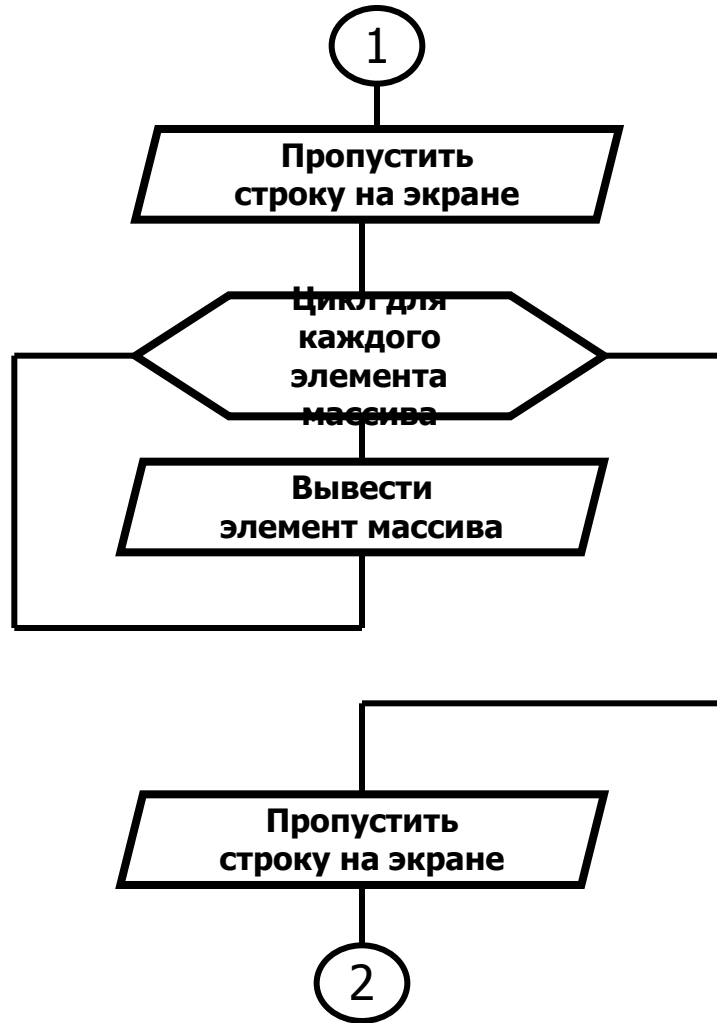 1
Пропустить
строку на экране
Цикл для
каждого
элемента
массива
Вывести
элемент массива
Пропустить
строку на экране
2